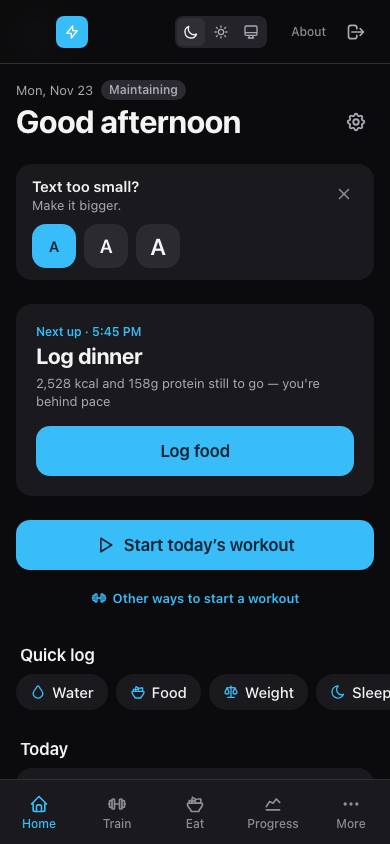 About
Mon, Nov 23 Maintaining
Good afternoon
Text too small?
Make it bigger.
A A A
Next up · 5:45 PM
Log dinner
2,528 kcal and 158g protein still to go — you're
behind pace
Log food
Start today’s workout
Other ways to start a workout
Quick log
Water Food Weight Sleep
Today
Home Train Eat Progress More